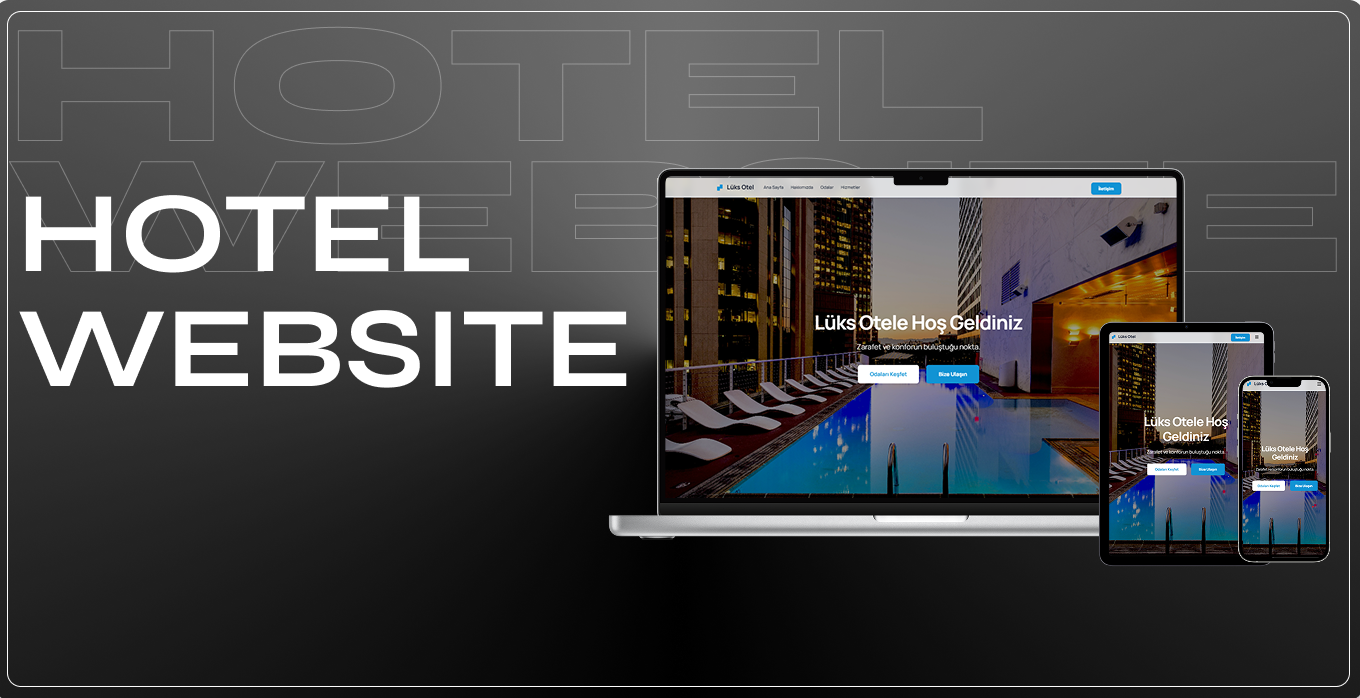 HOTEL
WEBSITE
HOTEL
WEBSITE
Lüks Otel Ana Sayfa Hakkımızda Odalar Hizmetler İletişim
Lüks Otele Hoş Geldiniz
Zarafet ve konforun buluştuğu nokta.
Odaları Keşfet Bize Ulaşın
Lüks Otel İletişim
Lüks Otele Hoş
Geldiniz
Zarafet ve konforun buluştuğu nokta.
Odaları Keşfet Bize Ulaşın
Lüks
Lüks Otele Hoş
Geldiniz
Zarafet ve konforun buluştuğu nokta.
Odaları Keşfet Bize Ulaşın